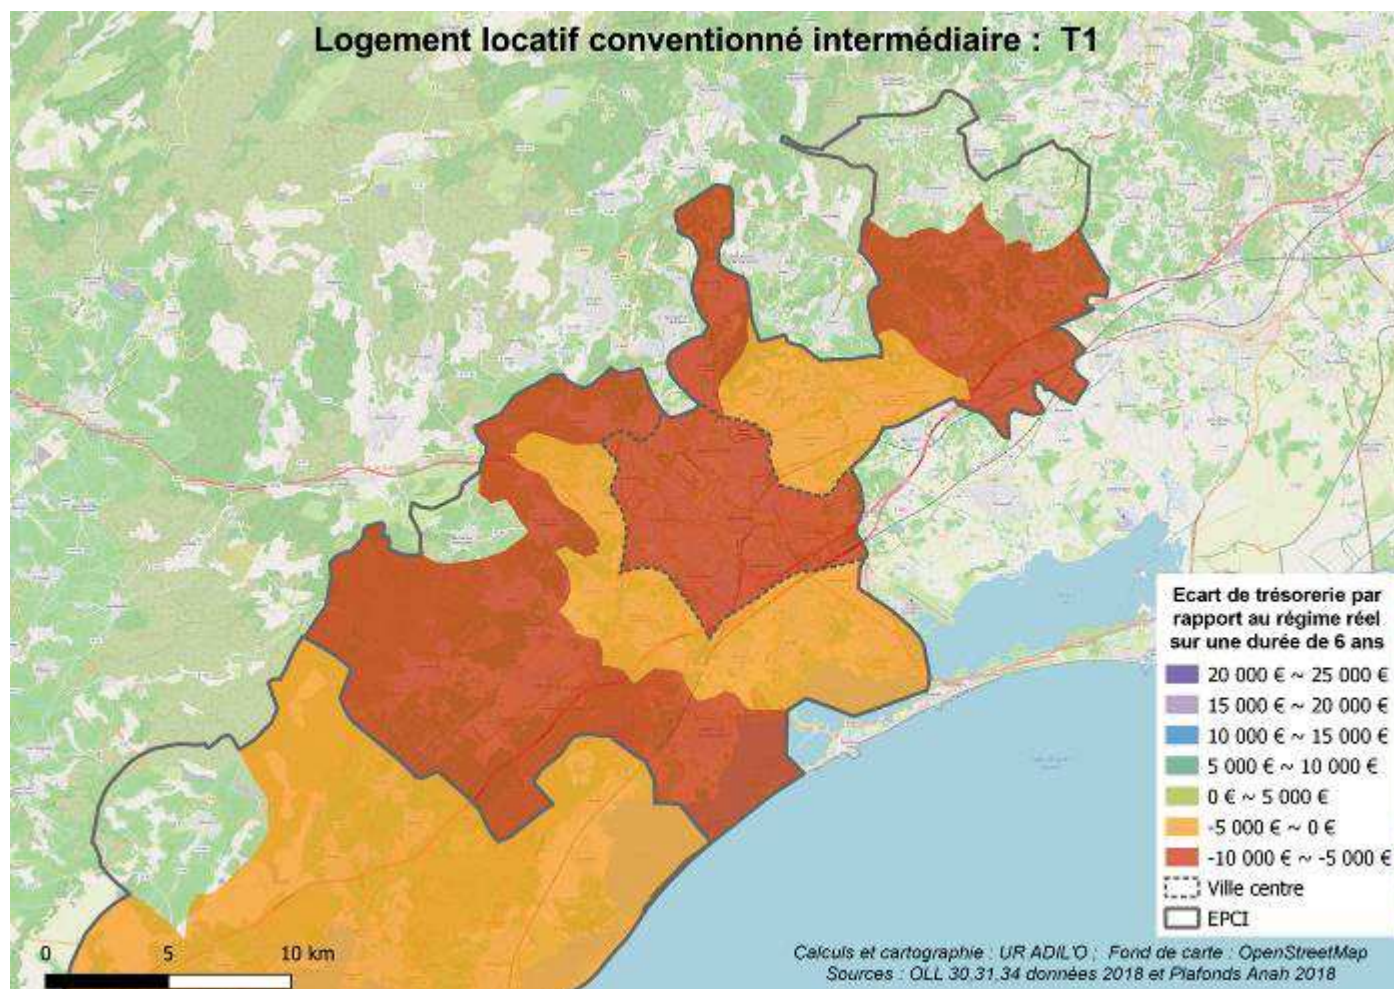 Logement locatif conventionné intermédiaire : T1
Ecart de trésorerie par
rapport au régime réel
sur une durée de 6 ans
20 000 € ~ 25 000 €
15 000 € ~ 20 000 €
10 000 € ~ 15 000 €
5 000 € ~ 10 000 €
0 € ~ 5 000 €
-5 000 € ~ 0 €
-10 000 € ~ -5 000 €
Ville centre
EPCI
0 5 10 km
Calculs et cartographie : UR ADIL'O ; Fond de carte : OpenStreetMap
Sources : OLL 30,31,34 données 2018 et Plafonds Anah 2018